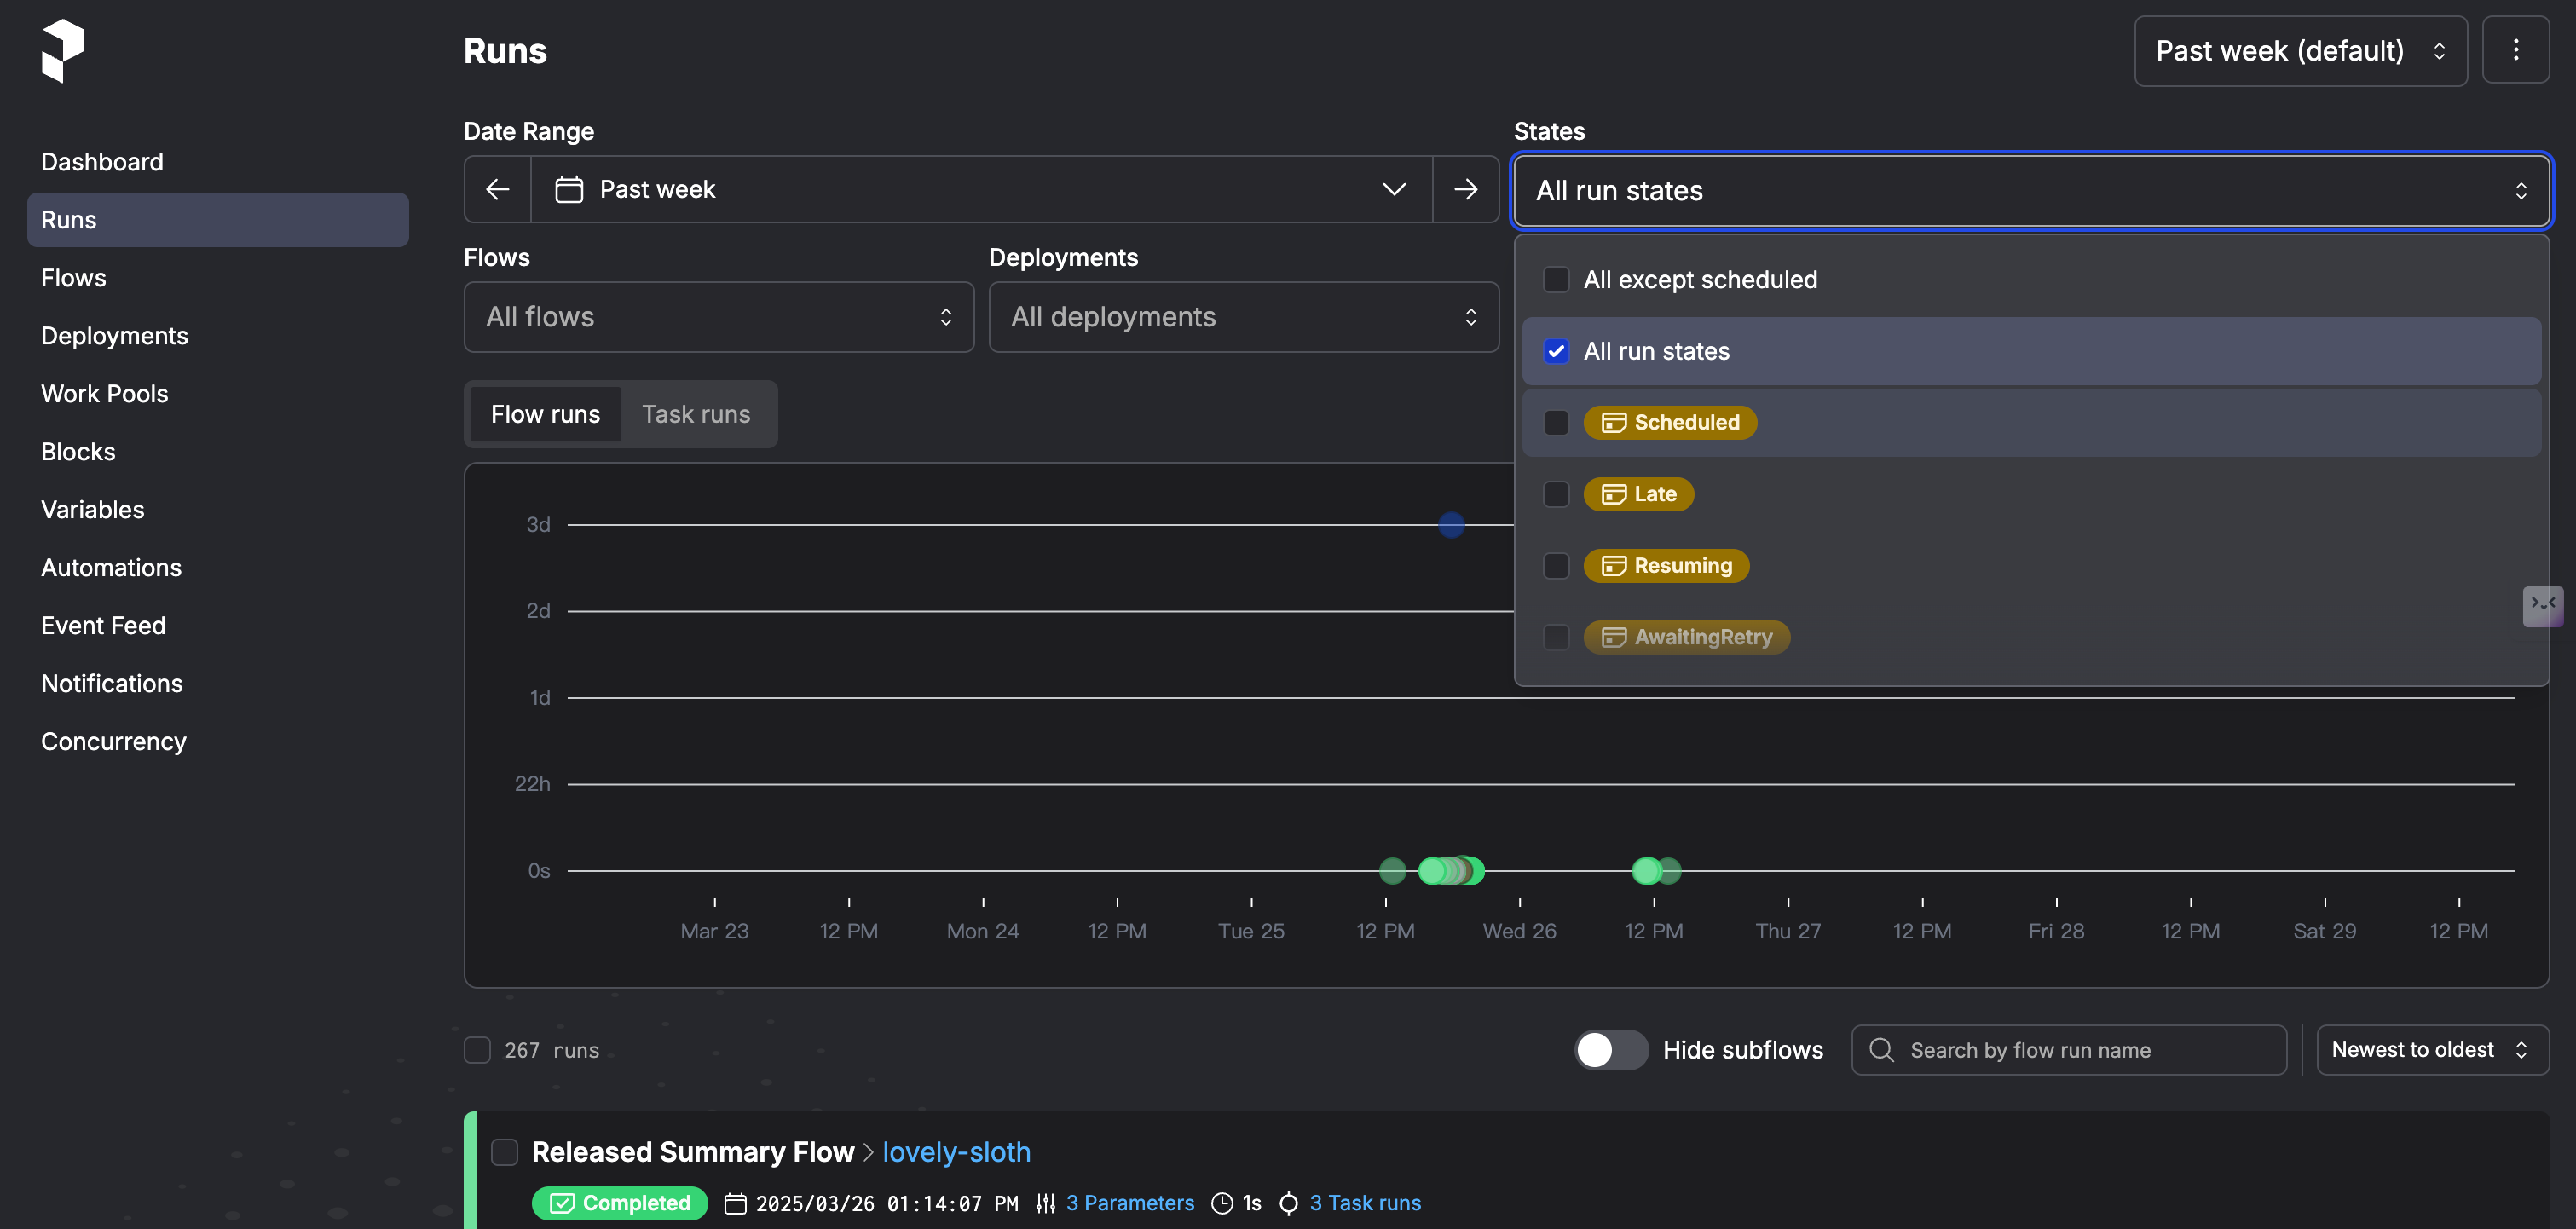 Runs
Past week (default)
Dashboard
Runs
Flows
Deployments
Work Pools
Blocks
Variables
Automations
Event Feed
Notifications
Concurrency
Date Range
Past week
States
All run states
Flows
All flows
Deployments
All deployments
All except scheduled
All run states
Scheduled
Late
Resuming
AwaitingRetry
Flow runs
Task runs
3d
2d
1d
22h
0s
Mar 23 12 PM Mon 24 12 PM Tue 25 12 PM Wed 26 12 PM Thu 27 12 PM Fri 28 12 PM Sat 29 12 PM
267 runs
Hide subflows
Search by flow run name
Newest to oldest
Released Summary Flow > lovely-sloth
Completed 2025/03/26 01:14:07 PM 3 Parameters 1s 3 Task runs